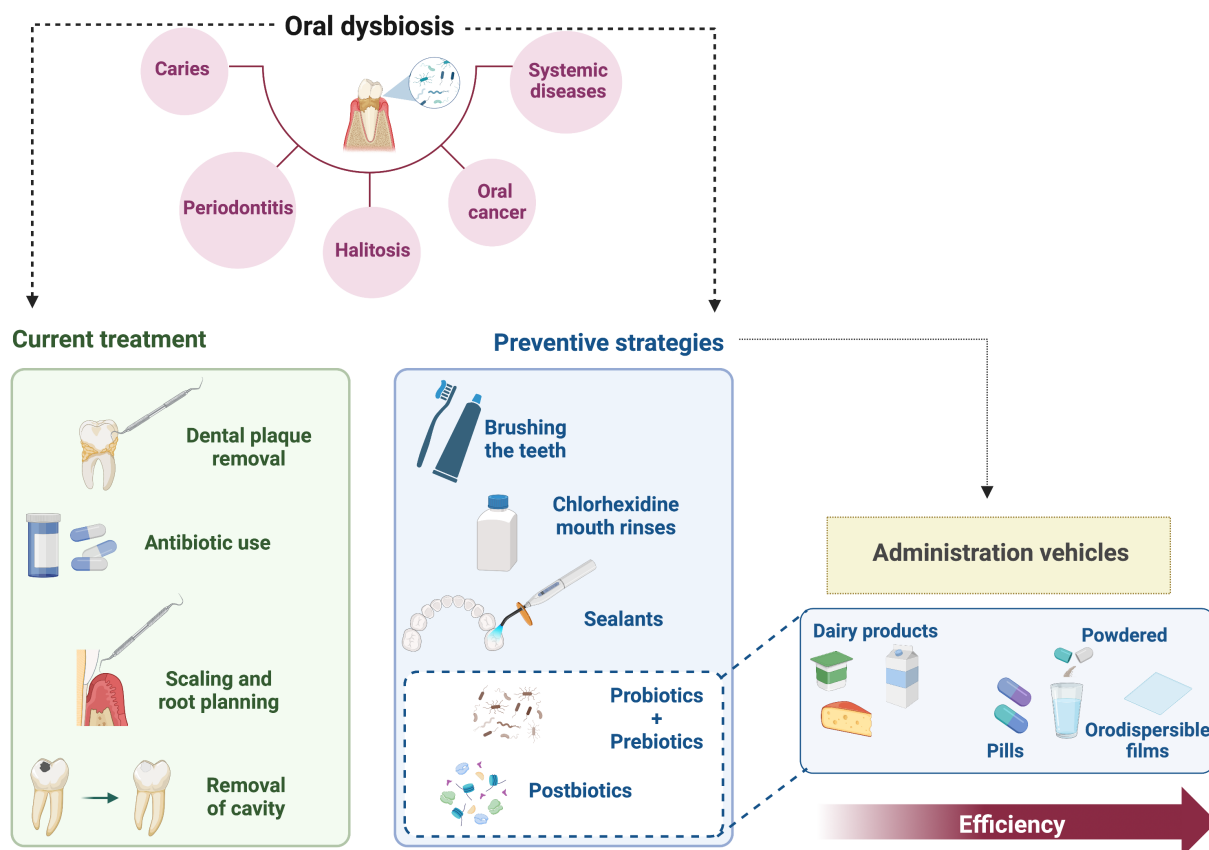 Oral dysbiosis
Caries
Systemic
diseases
Periodontitis
Oral
cancer
Halitosis
Current treatment
Dental plaque
removal
Antibiotic use
Scaling and
root planning
Removal
of cavity
Preventive strategies
Brushing
the teeth
Chlorhexidine
mouth rinses
Sealants
Probiotics
+
Prebiotics
Postbiotics
Administration vehicles
Dairy products
Powdered
Pills
Orodispersible
films
Efficiency